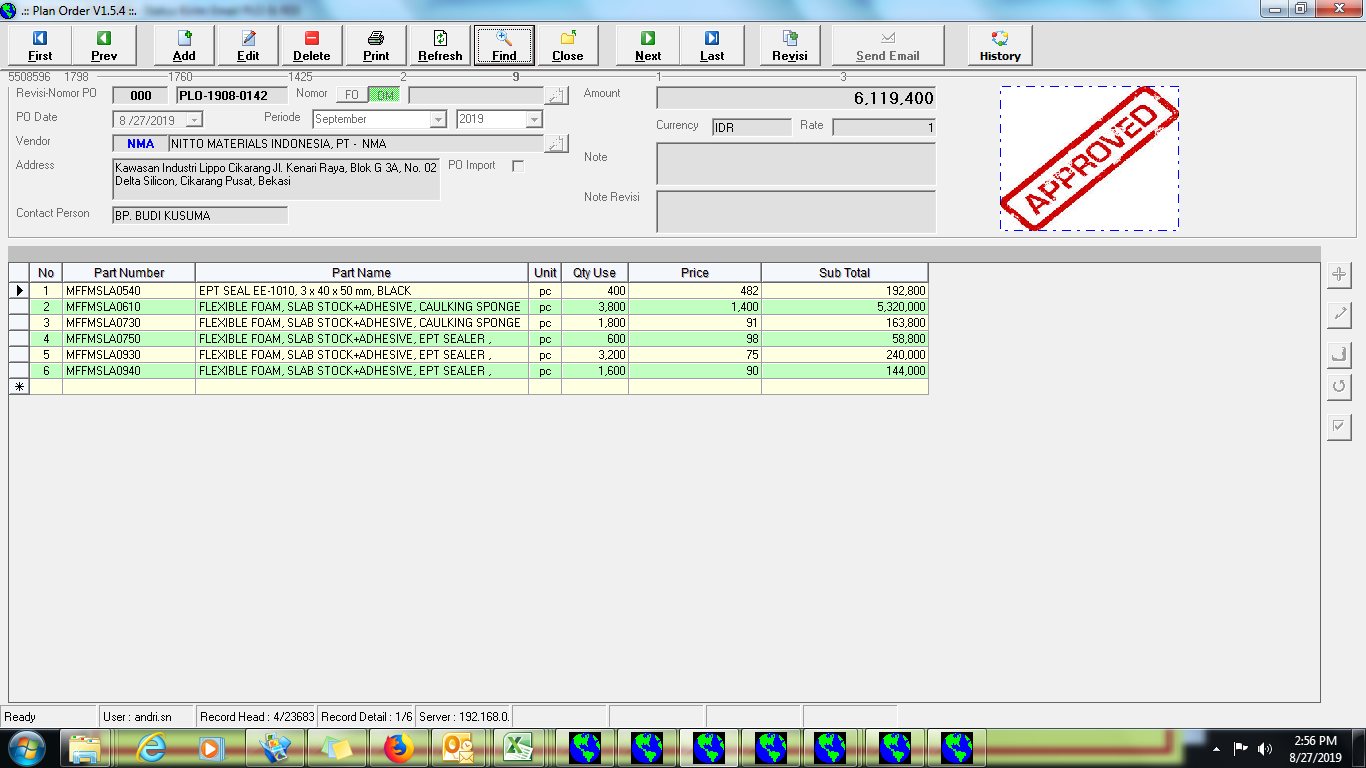 .:: Plan Order V1.5.4 ::.
First Prev Add Edit Delete Print Refresh Find Close Next Last Revisi Send Email History
5508596 1798 1760 1425 2 9 1 3
Revisi-Nomor PO 000 PLO-1908-0142 Nomor FO DM
PO Date 8 /27/2019 Periode September 2019
Vendor NMA NITTO MATERIALS INDONESIA, PT - NMA
Address Kawasan Industri Lippo Cikarang Jl. Kenari Raya, Blok G 3A, No. 02
Delta Silicon, Cikarang Pusat, Bekasi
PO Import
Contact Person BP. BUDI KUSUMA
Amount 6,119,400
Currency IDR Rate 1
Note
Note Revisi
APPROVED
No Part Number Part Name Unit Qty Use Price Sub Total
1 MFFMSLA0540 EPT SEAL EE-1010, 3 x 40 x 50 mm, BLACK pc 400 482 192,800
2 MFFMSLA0610 FLEXIBLE FOAM, SLAB STOCK+ADHESIVE, CAULKING SPONGE pc 3,800 1,400 5,320,000
3 MFFMSLA0730 FLEXIBLE FOAM, SLAB STOCK+ADHESIVE, CAULKING SPONGE pc 1,800 91 163,800
4 MFFMSLA0750 FLEXIBLE FOAM, SLAB STOCK+ADHESIVE, EPT SEALER , pc 600 98 58,800
5 MFFMSLA0930 FLEXIBLE FOAM, SLAB STOCK+ADHESIVE, EPT SEALER , pc 3,200 75 240,000
6 MFFMSLA0940 FLEXIBLE FOAM, SLAB STOCK+ADHESIVE, EPT SEALER , pc 1,600 90 144,000
Ready User : andri.sn Record Head : 4/23683 Record Detail : 1/6 Server : 192.168.0.
2:56 PM
8/27/2019